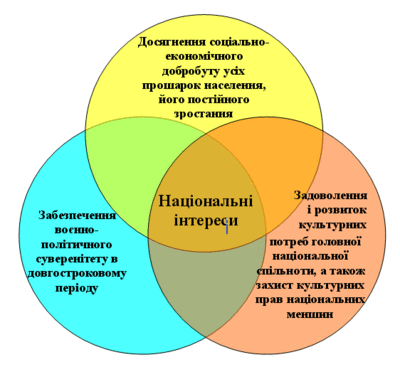 Досягнення соціально-
економічного
добробуту усіх
прошарок населення,
його постійного
зростання
Національні
інтереси
Забезпечення
воєнно-
політичного
суверенітету в
довгостроковому
періоду
Задоволення
і розвиток
культурних
потреб головної
національної
спільноти, а також
захист культурних
прав національних
меншин